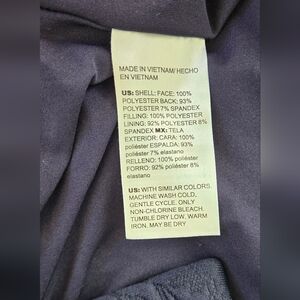 MADE IN VIETNAM/ HECHO
EN VIETNAM
US: SHELL: FACE: 100%
POLYESTER BACK: 93%
POLYESTER 7% SPANDEX
FILLING: 100% POLYESTER
LINING: 92% POLYESTER 8%
SPANDEX MX: TELA
EXTERIOR: CARA: 100%
poliéster ESPALDA: 93%
poliéster 7% elastano
RELLENO: 100% poliéster
FORRO: 92% poliéster 8%
elastano
US: WITH SIMILAR COLORS.
MACHINE WASH COLD,
GENTLE CYCLE. ONLY
NON-CHLORINE BLEACH.
TUMBLE DRY LOW. WARM
IRON. MAY BE DRY